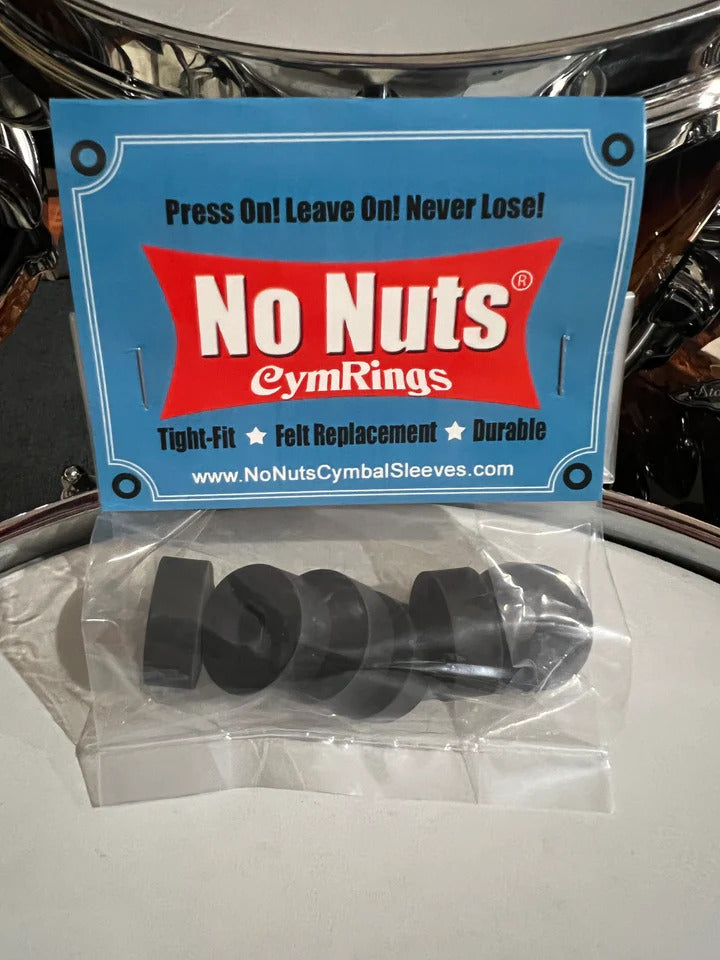 Press On! Leave On! Never Lose!
No Nuts®
CymRings
Tight-Fit ★ Felt Replacement ★ Durable
www.NoNutsCymbalSleeves.com